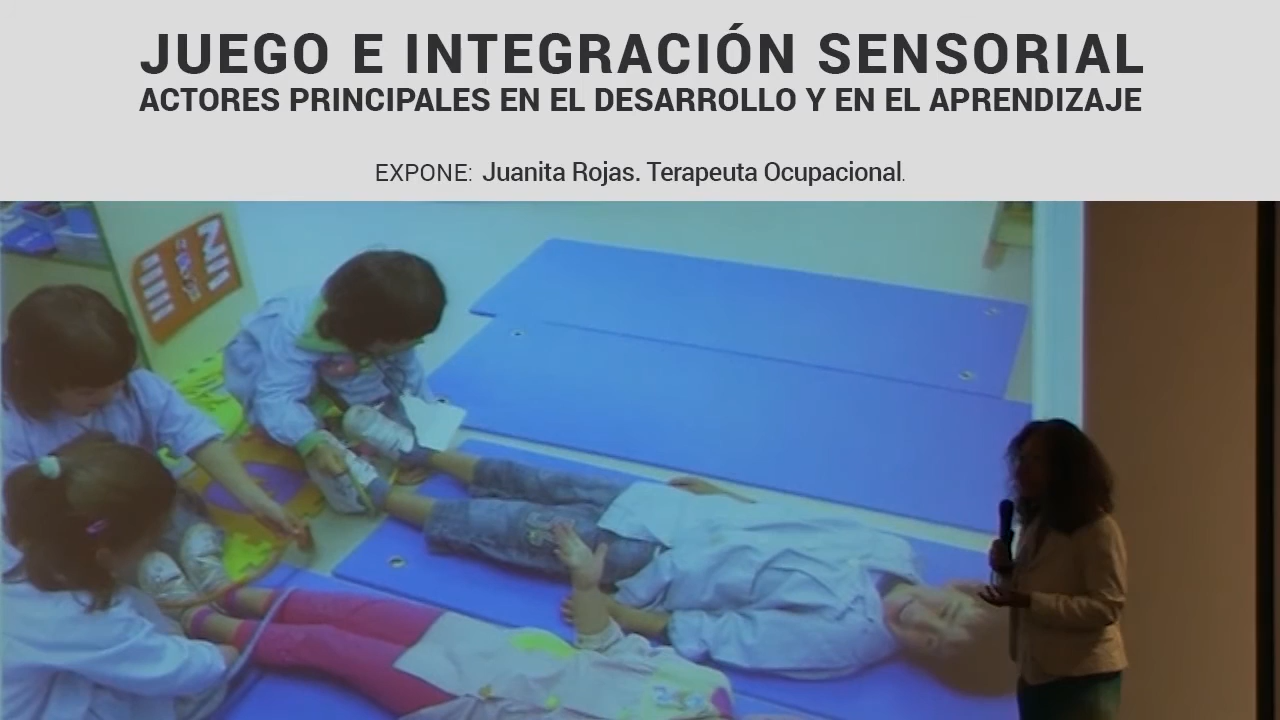 JUEGO E INTEGRACIÓN SENSORIAL
ACTORES PRINCIPALES EN EL DESARROLLO Y EN EL APRENDIZAJE
EXPONE: Juanita Rojas. Terapeuta Ocupacional.